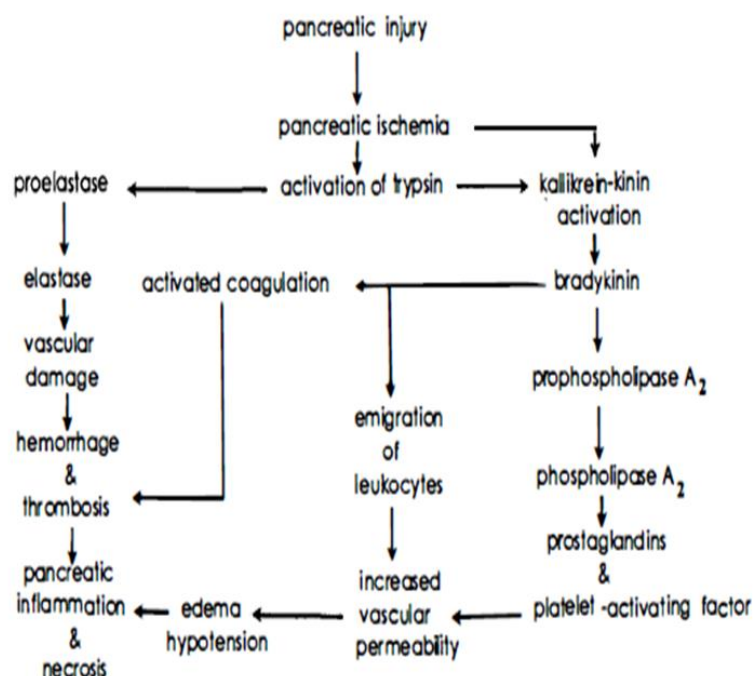 pancreatic injury
pancreatic ischemia
proelastase
activation of trypsin
kallikrein-kinin
activation
elastase
activated coagulation
bradykinin
vascular
damage
prophospholipase A₂
emigration
of
leukocytes
hemorrhage
&
thrombosis
phospholipase A₂
prostaglandins
&
platelet-activating factor
increased
vascular
permeability
edema
hypotension
pancreatic
inflammation
&
necrosis